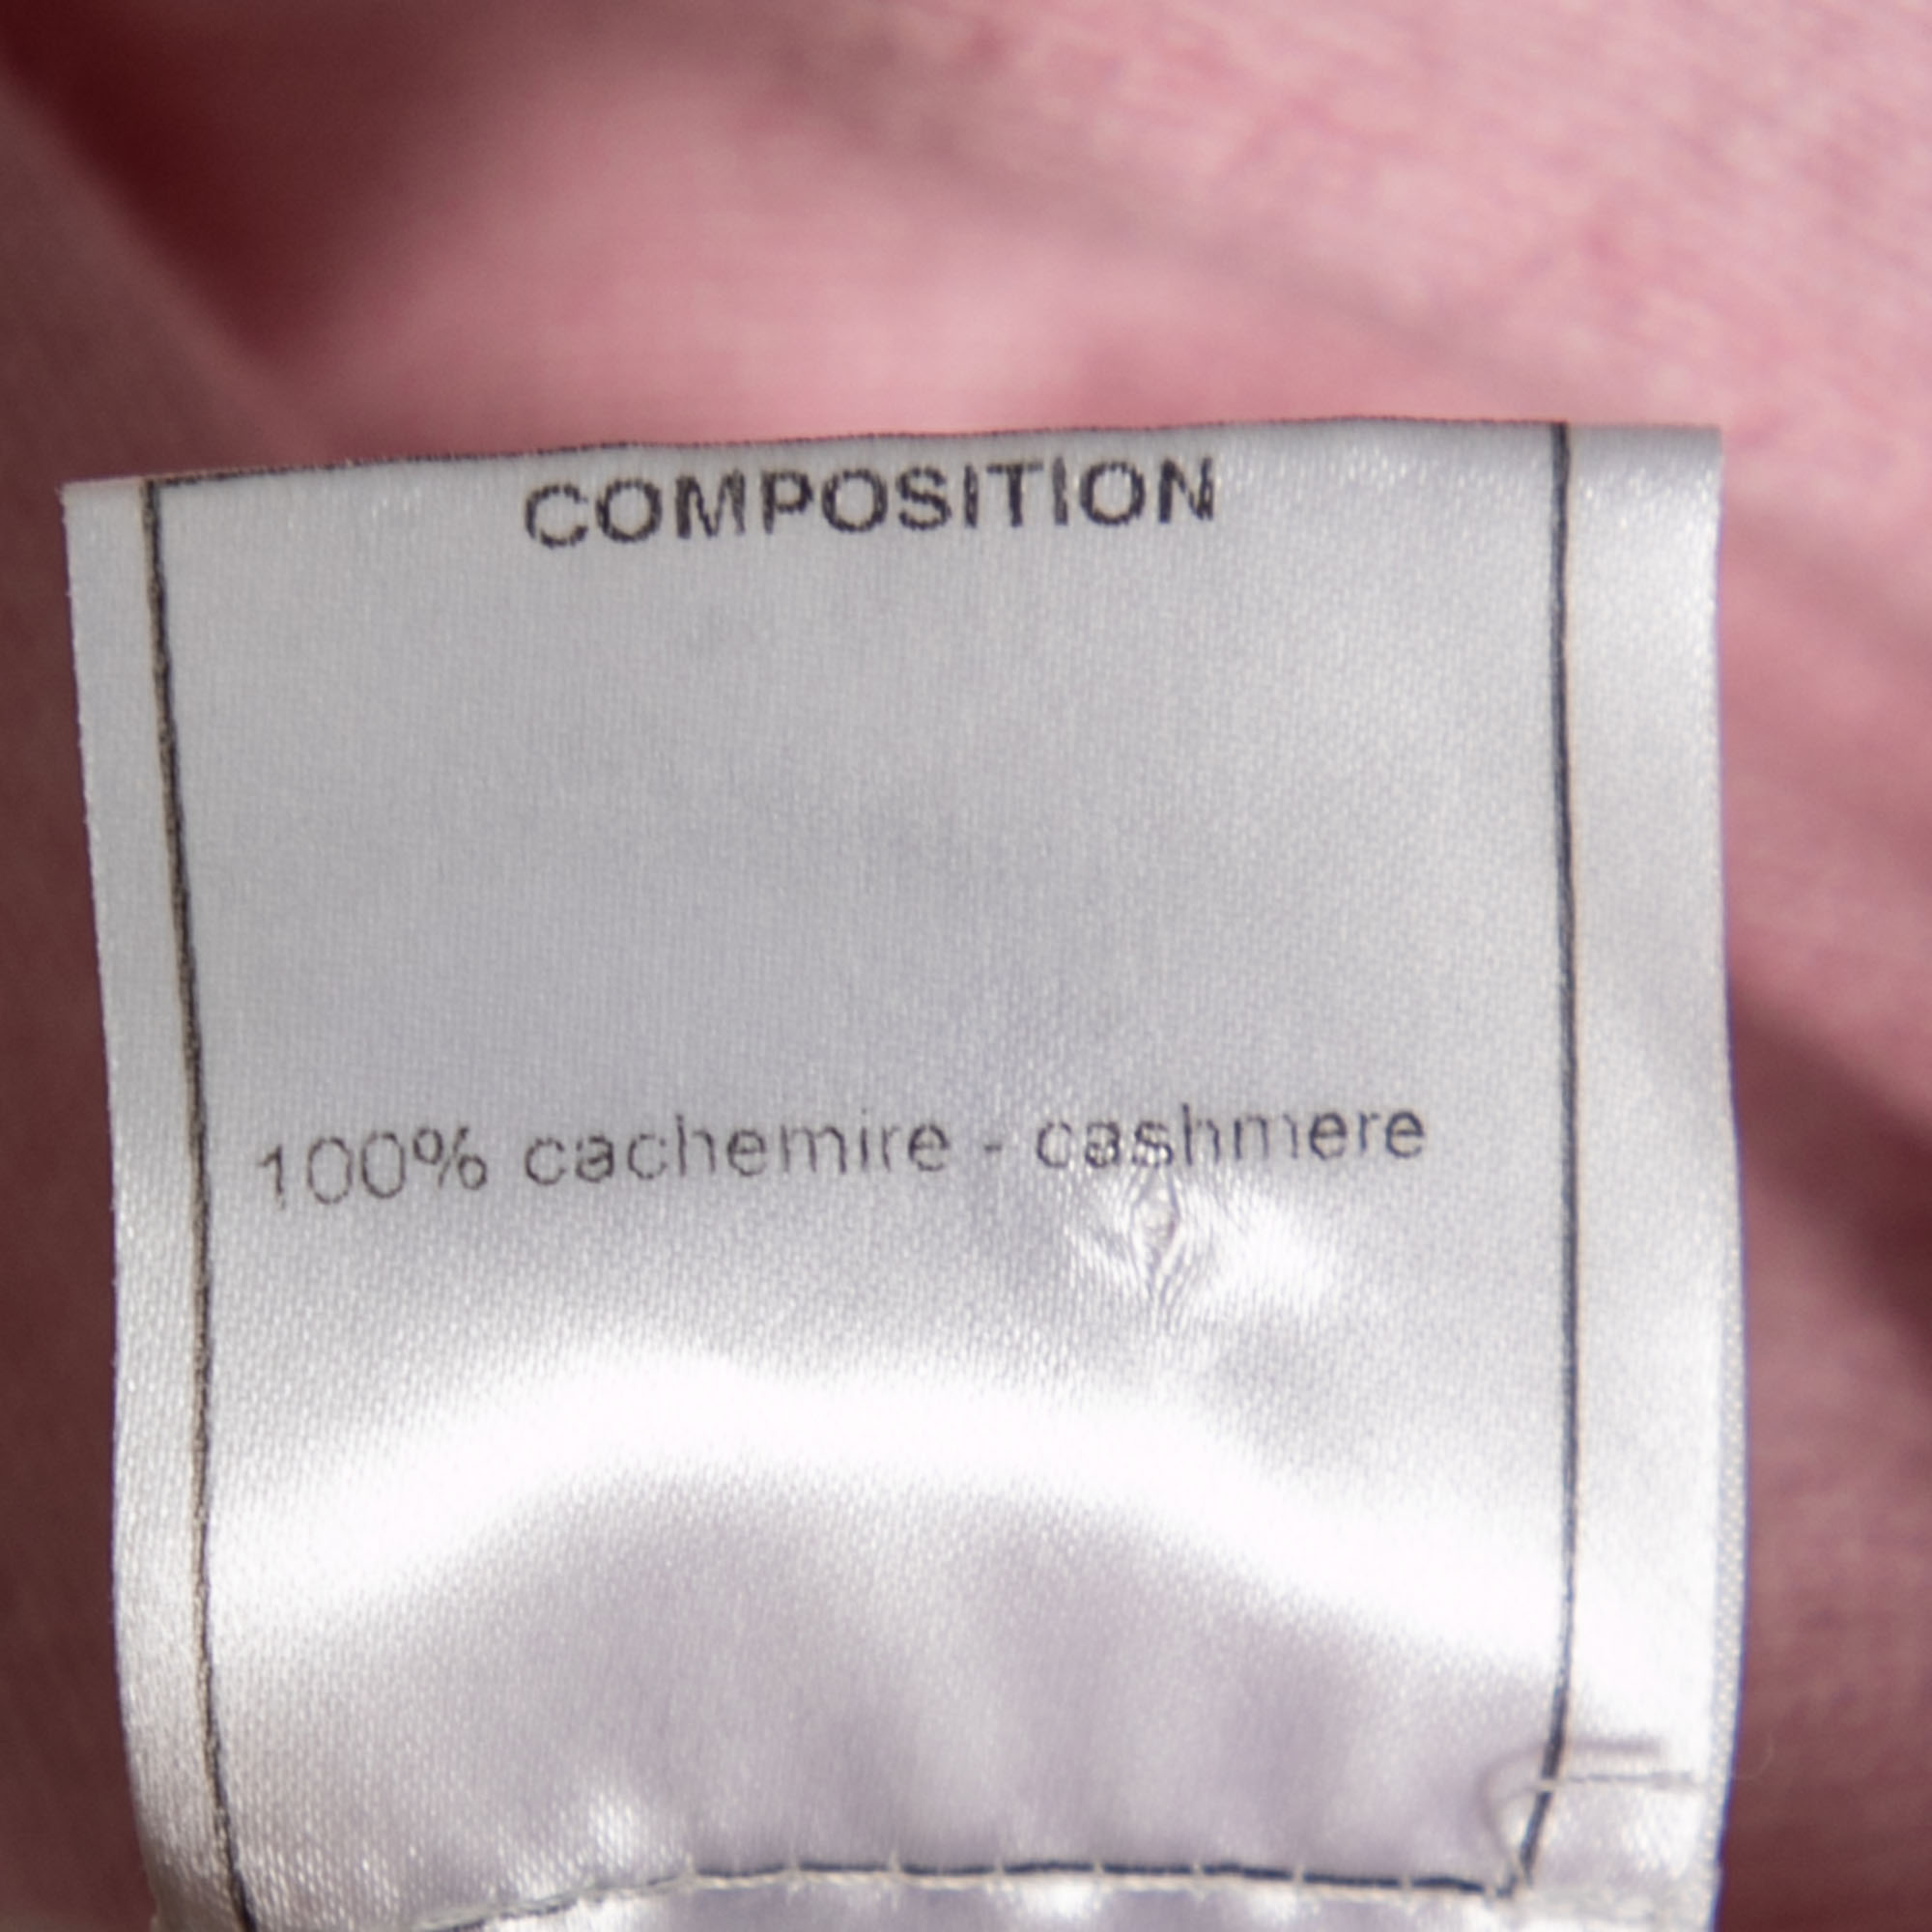 COMPOSITION
100% cachemire - cashmere